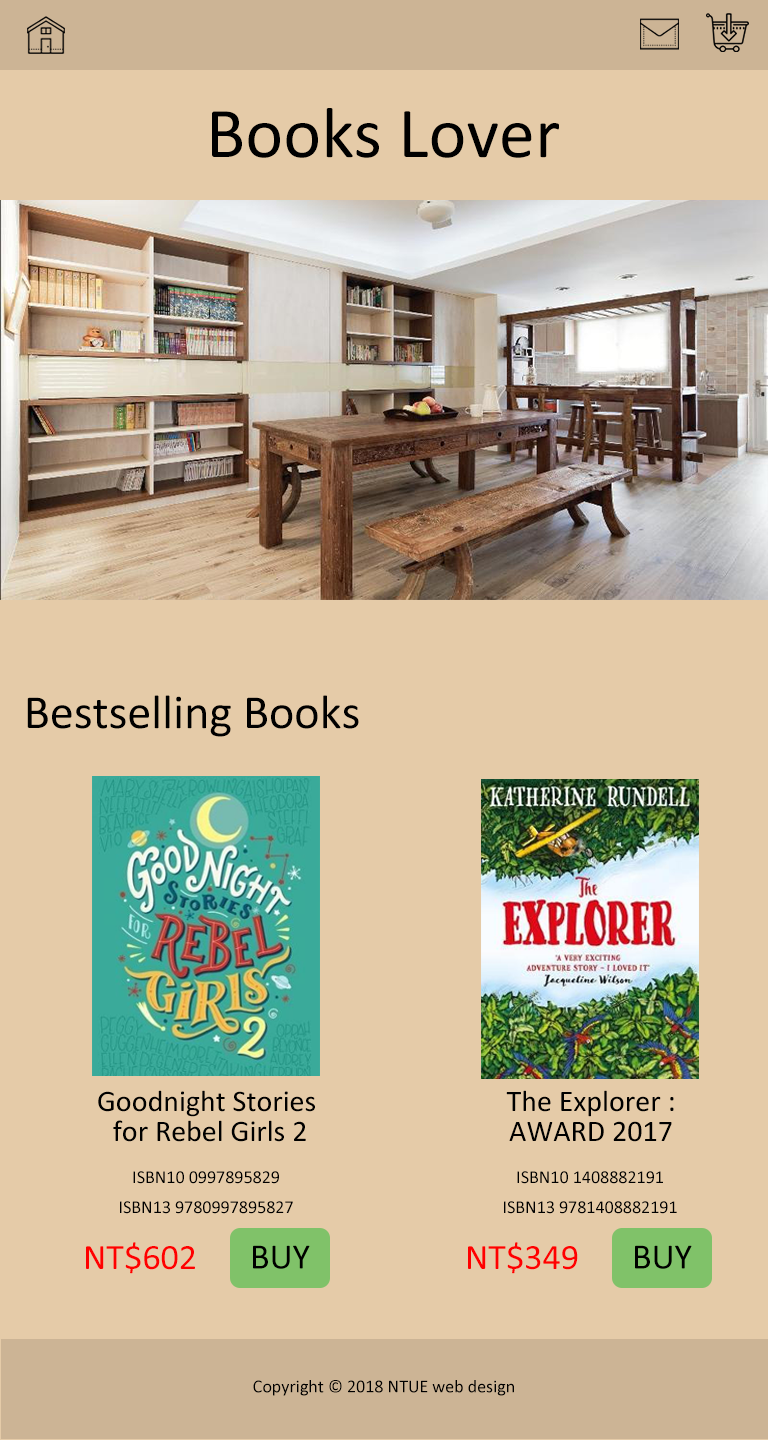 Books Lover
Bestselling Books
GOOD NIGHT
STORIES
FOR REBEL
GIRLS
2
Goodnight Stories
for Rebel Girls 2
ISBN10 0997895829
ISBN13 9780997895827
NT$602
BUY
KATHERINE RUNDELL
The
EXPLORER
'A VERY EXCITING
ADVENTURE STORY - I LOVED IT'
Jacqueline Wilson
The Explorer :
AWARD 2017
ISBN10 1408882191
ISBN13 9781408882191
NT$349
BUY
Copyright © 2018 NTUE web design